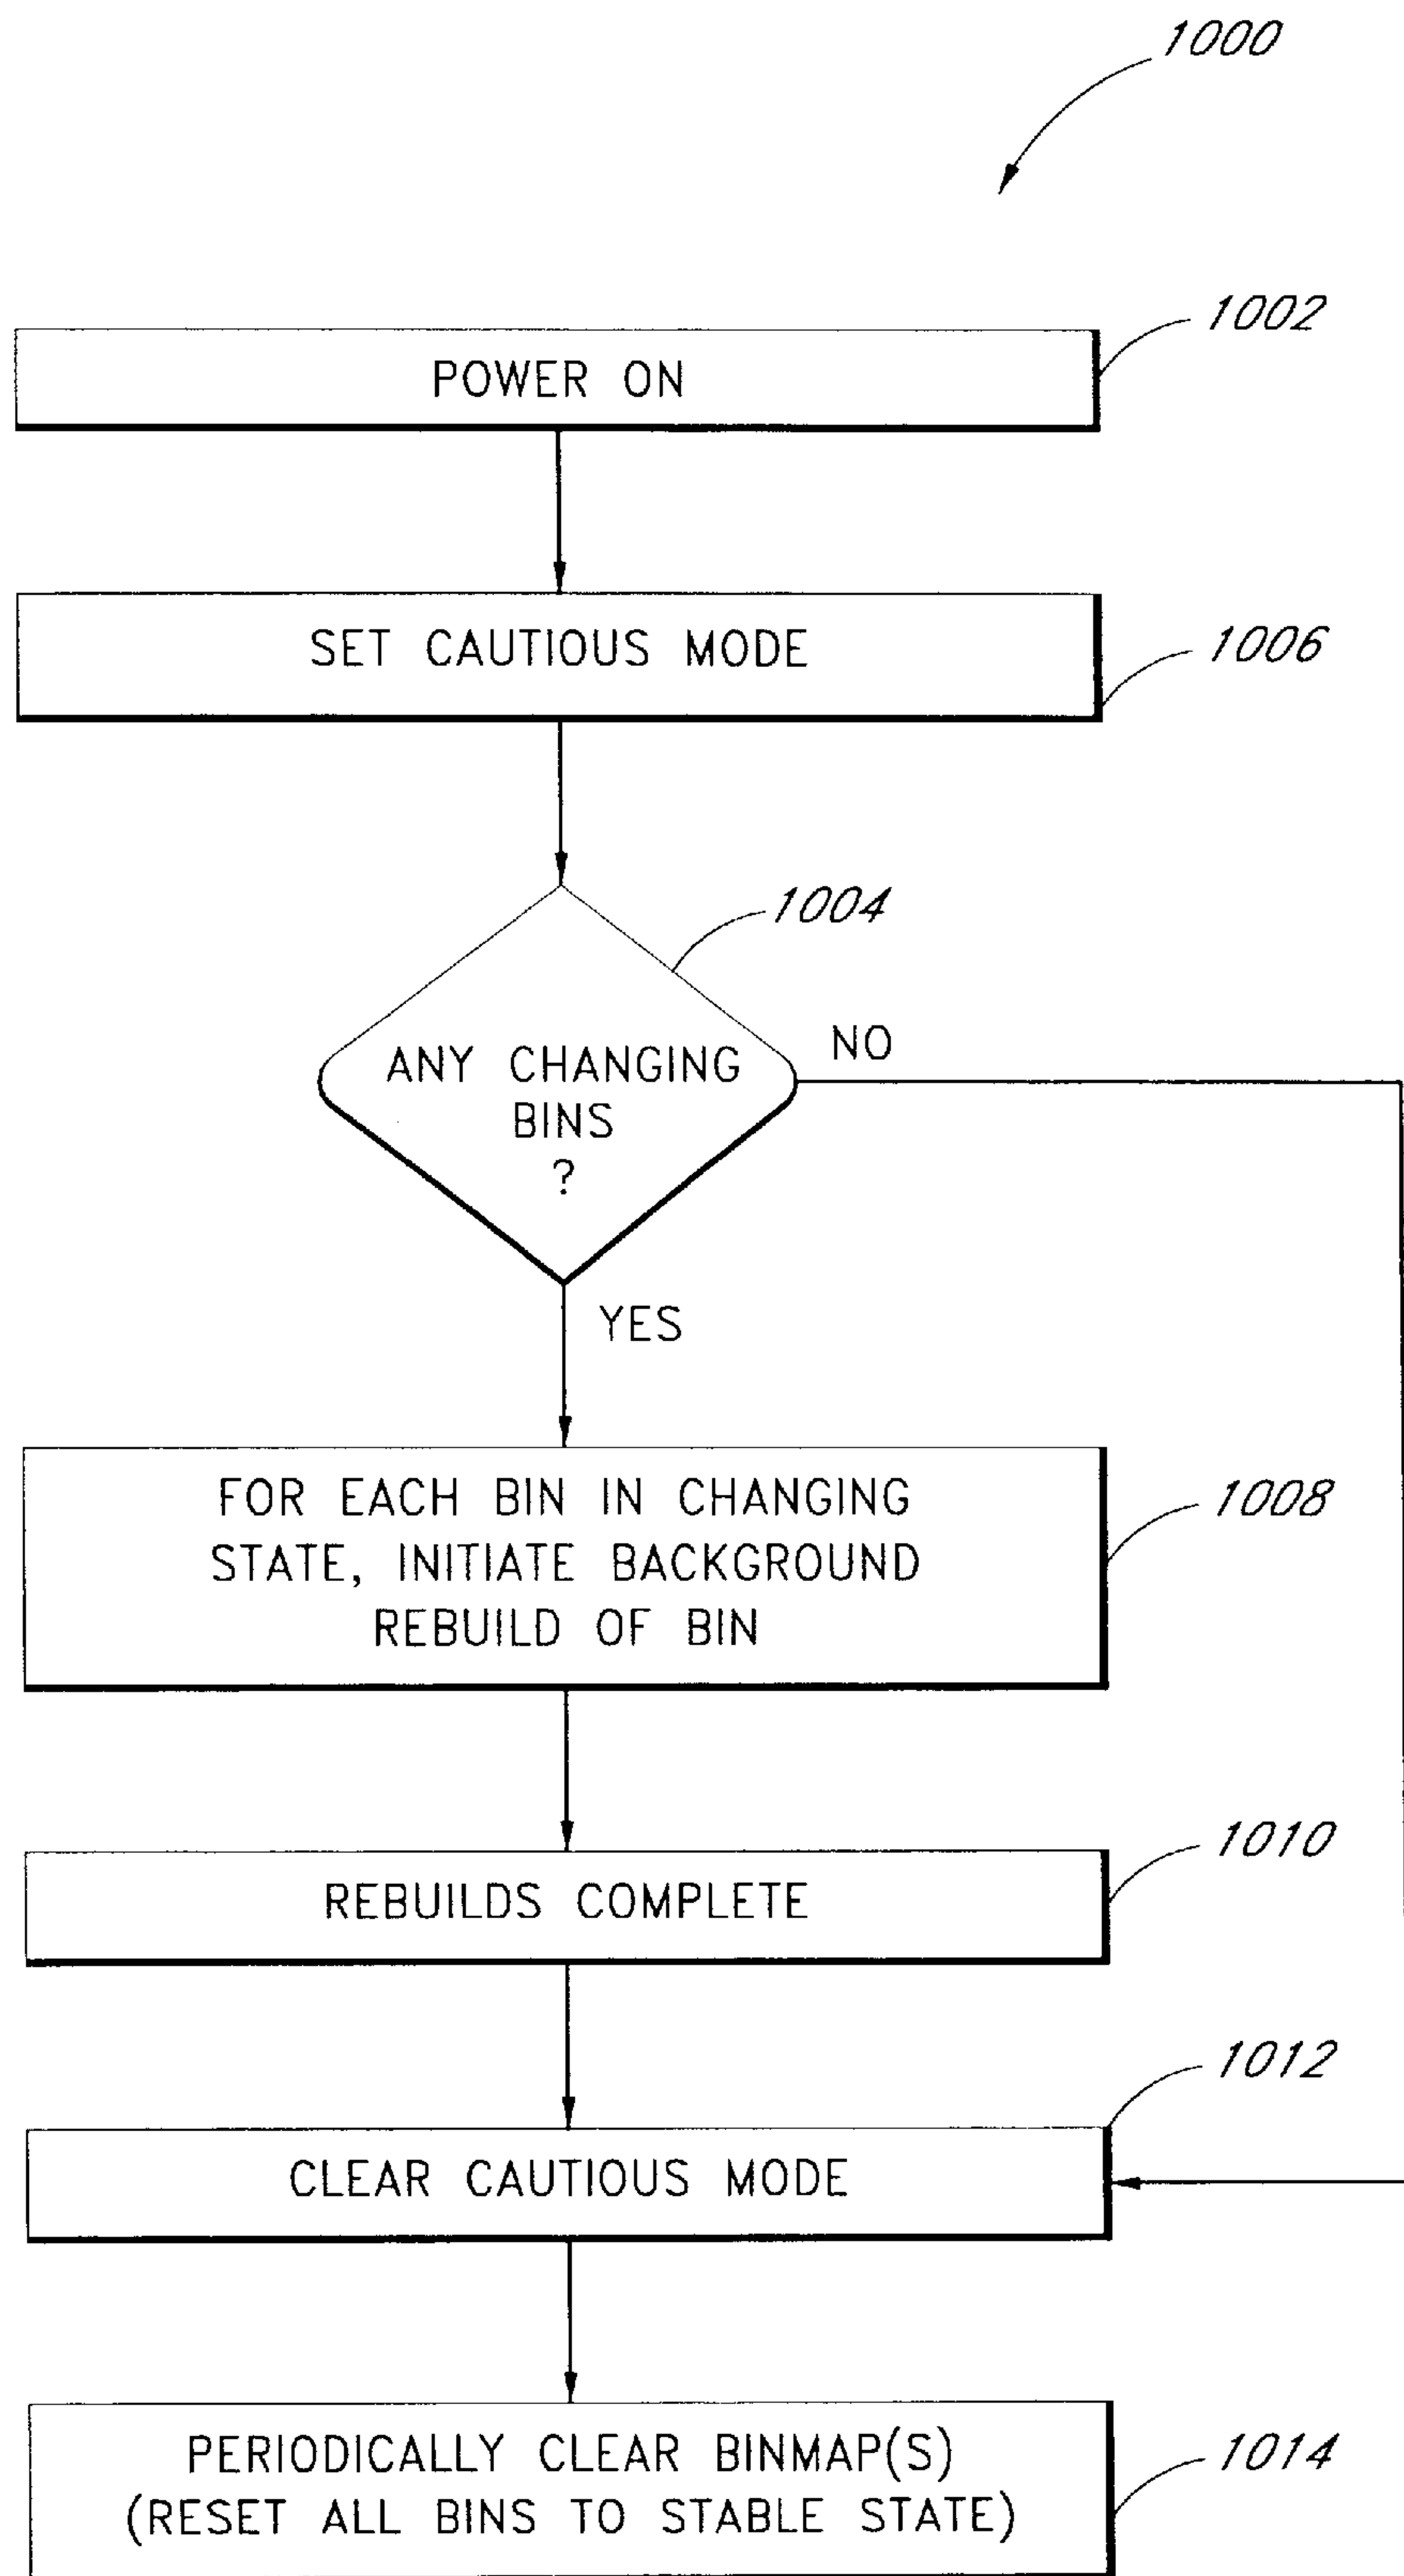 1000
1002
POWER ON
SET CAUTIOUS MODE
1006
1004
ANY CHANGING
BINS
?
NO
YES
FOR EACH BIN IN CHANGING
STATE, INITIATE BACKGROUND
REBUILD OF BIN
1008
REBUILDS COMPLETE
1010
1012
CLEAR CAUTIOUS MODE
PERIODICALLY CLEAR BINMAP(S)
(RESET ALL BINS TO STABLE STATE)
1014